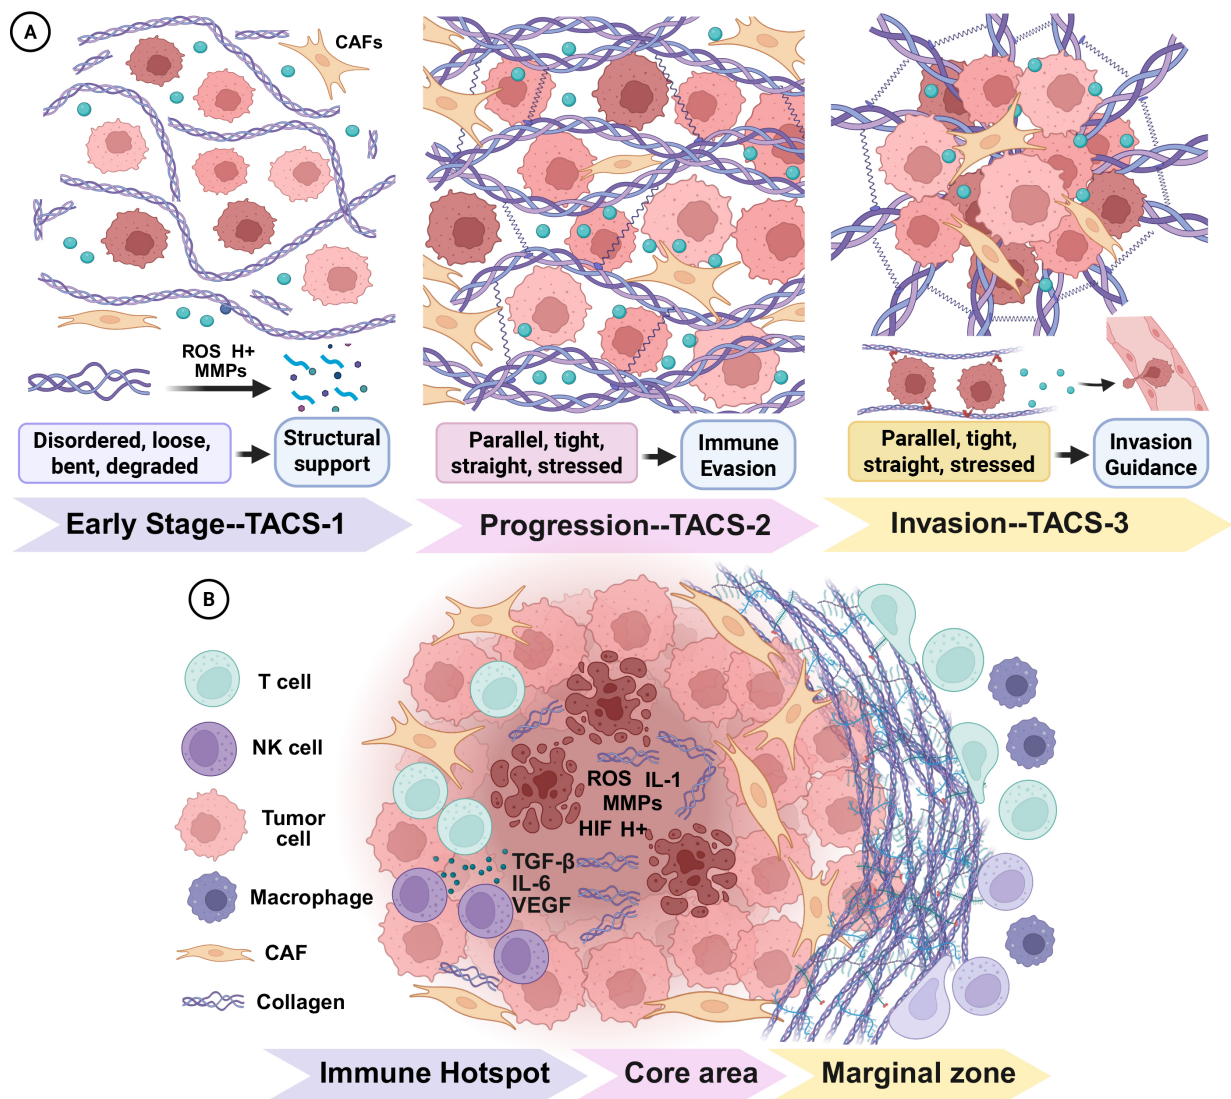 A
CAFs
ROS H+
MMPs
Disordered, loose,
bent, degraded
Structural
support
Parallel, tight,
straight, stressed
Immune
Evasion
Parallel, tight,
straight, stressed
Invasion
Guidance
Early Stage--TACS-1
Progression--TACS-2
Invasion--TACS-3
B
T cell
NK cell
Tumor
cell
Macrophage
CAF
Collagen
ROS IL-1
MMPs
HIF H+
TGF-β
IL-6
VEGF
Immune Hotspot
Core area
Marginal zone